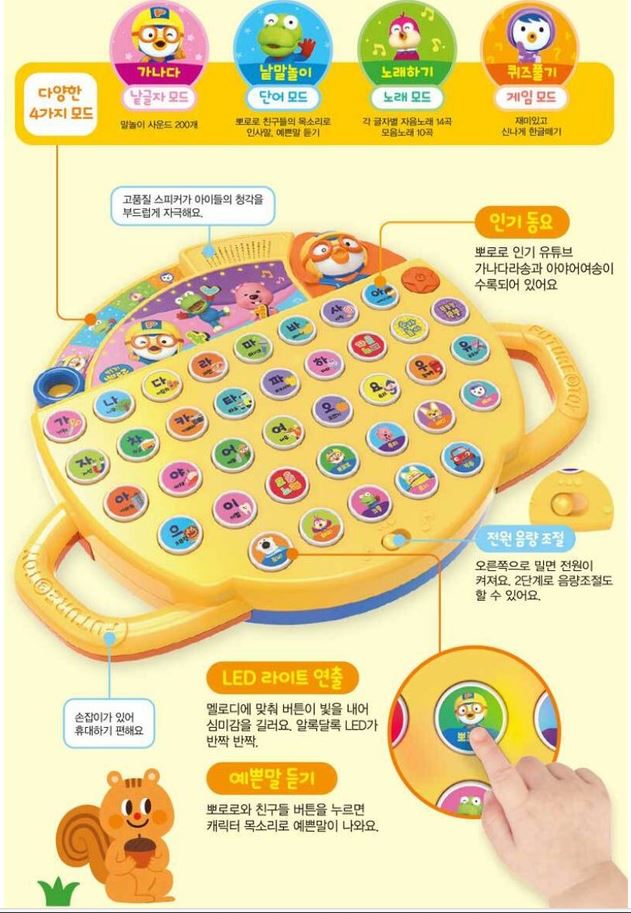 다양한
4가지 모드
가나다
낱글자 모드
말놀이 사운드 200개
낱말놀이
단어 모드
뽀로로 친구들의 목소리로
인사말, 예쁜말 듣기
노래하기
노래 모드
각 글자별 자음노래 14곡
모음노래 10곡
퀴즈풀기
게임 모드
재미있고
신나게 한글떼기
고품질 스피커가 아이들의 청각을
부드럽게 자극해요.
인기 동요
뽀로로 인기 유튜브
가나다라송과 아야어여송이
수록되어 있어요
가
나
다
라
마
바
사
아
자
차
카
타
파
하
유
아
야
어
여
오
요
우
으
이
전원 음량 조절
오른쪽으로 밀면 전원이
켜져요. 2단계로 음량조절도
할 수 있어요.
손잡이가 있어
휴대하기 편해요
LED 라이트 연출
멜로디에 맞춰 버튼이 빛을 내어
심미감을 길러요. 알록달록 LED가
반짝 반짝.
예쁜말 듣기
뽀로로와 친구들 버튼을 누르면
캐릭터 목소리로 예쁜말이 나와요.